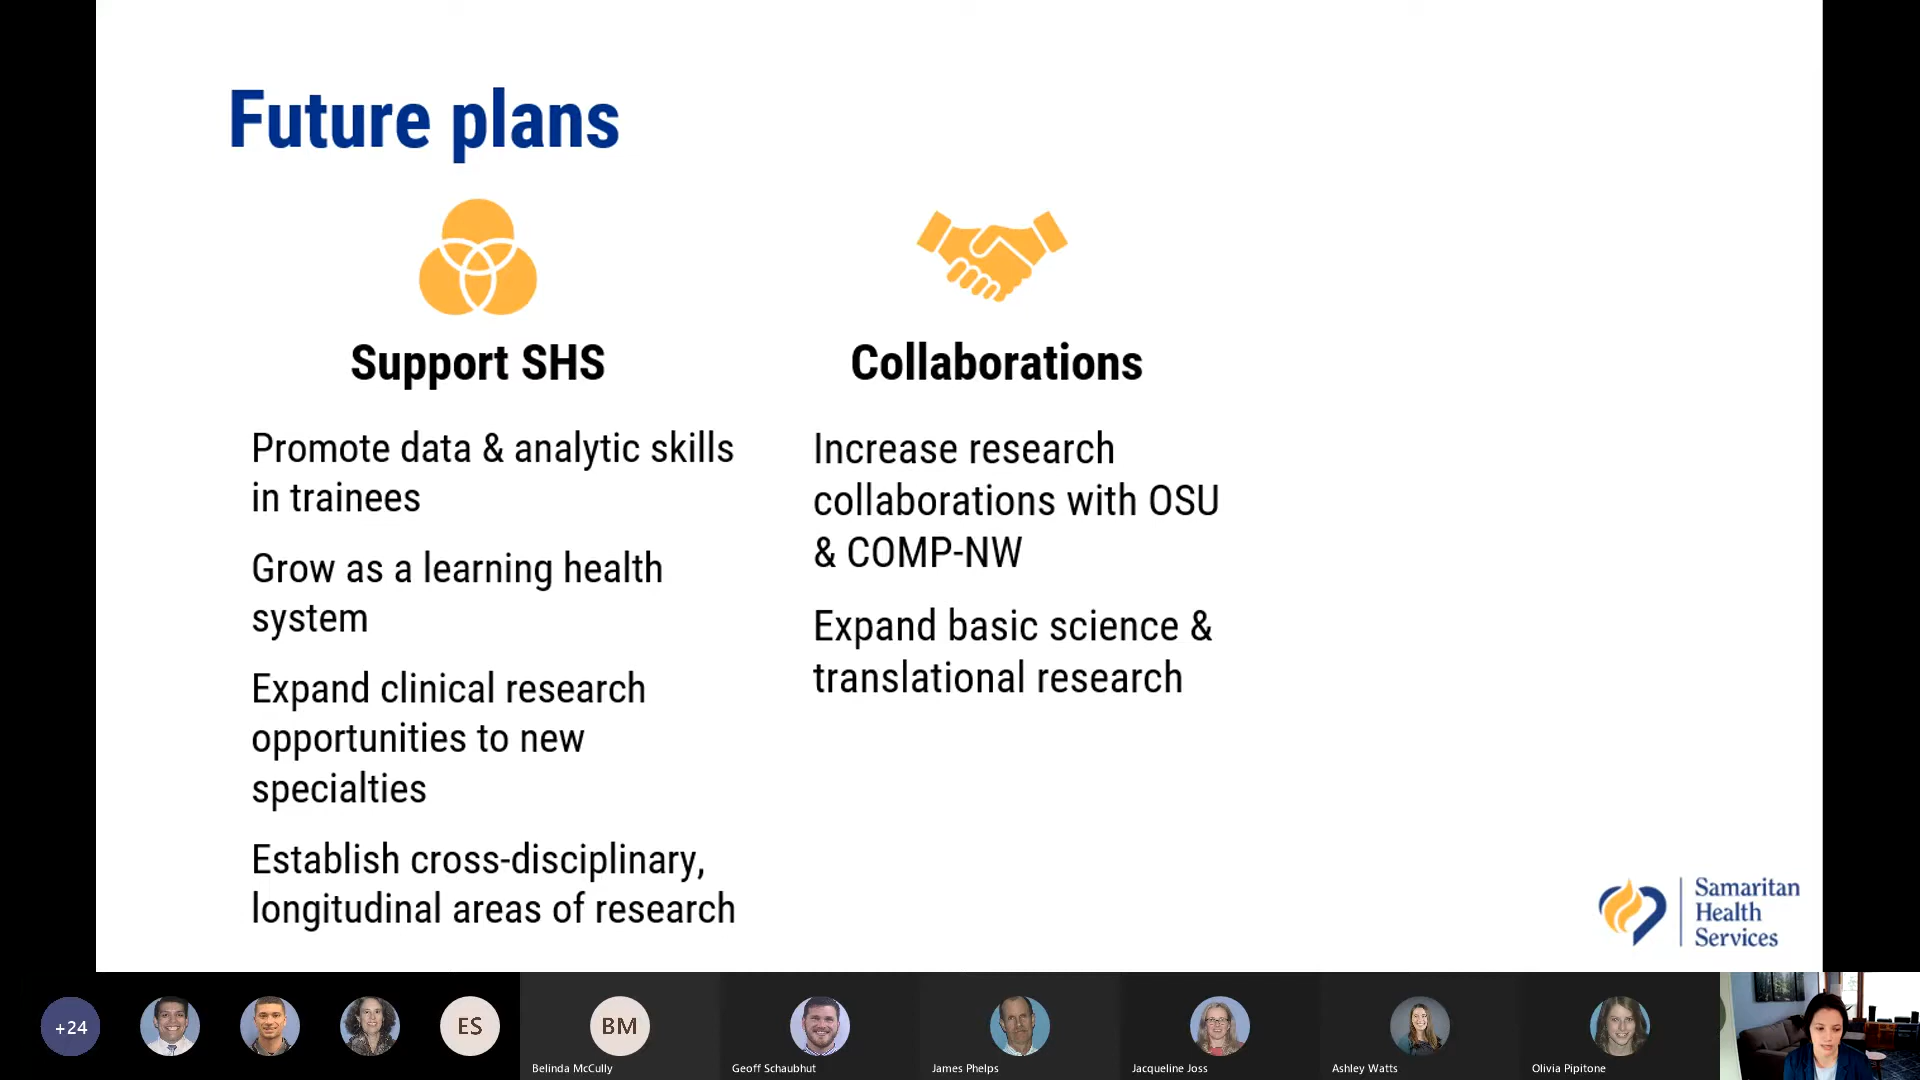 Future plans
Support SHS
Promote data & analytic skills
in trainees
Grow as a learning health
system
Expand clinical research
opportunities to new
specialties
Establish cross-disciplinary,
longitudinal areas of research
Collaborations
Increase research
collaborations with OSU
& COMP-NW
Expand basic science &
translational research
Samaritan
Health
Services
+24
ES
BM
Belinda McCully
Geoff Schaubhut
James Phelps
Jacqueline Joss
Ashley Watts
Olivia Pipitone